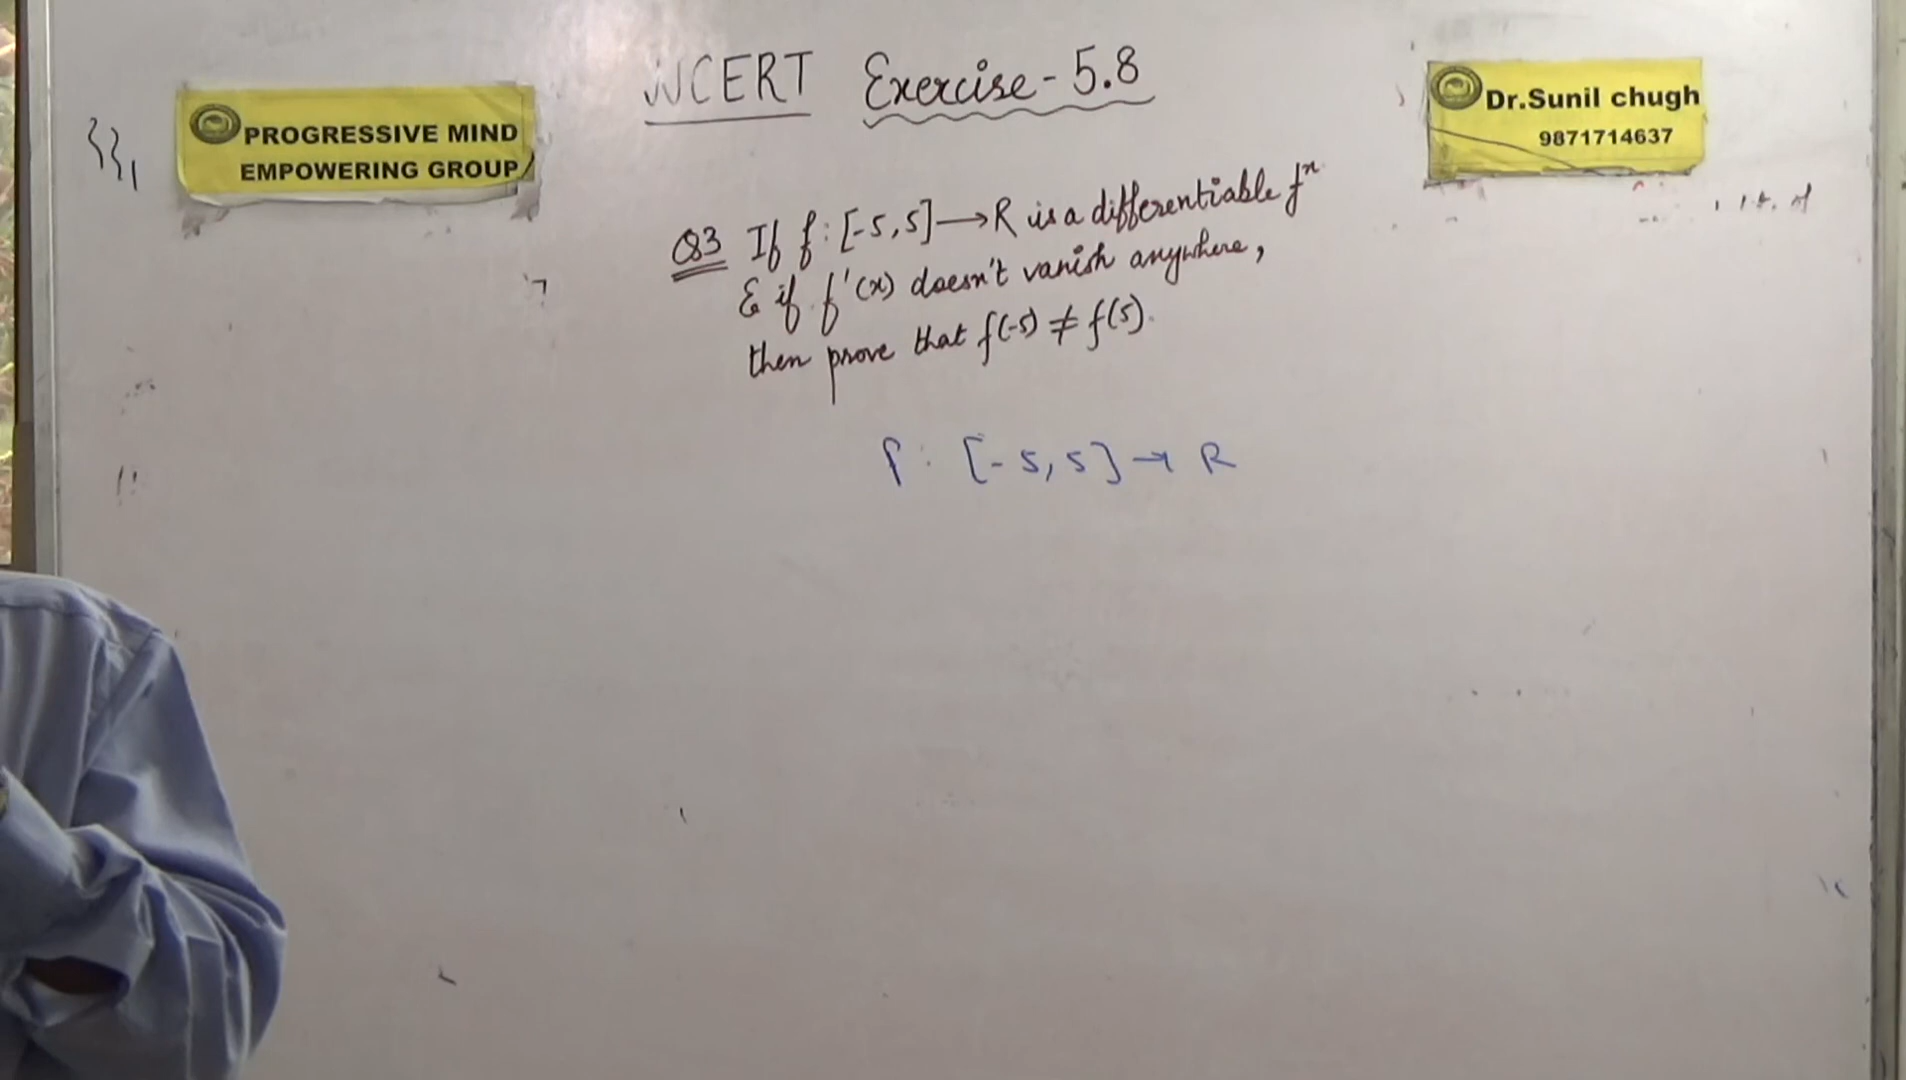 NCERT Exercise - 5.8
PROGRESSIVE MIND
EMPOWERING GROUP
Dr.Sunil chugh
9871714637
Q3 If f : [-5, 5] ⟶ R is a differentiable fⁿ
& if f'(x) doesn't vanish anywhere,
then prove that f(-5) ≠ f(5).
f : [-5, 5] → R